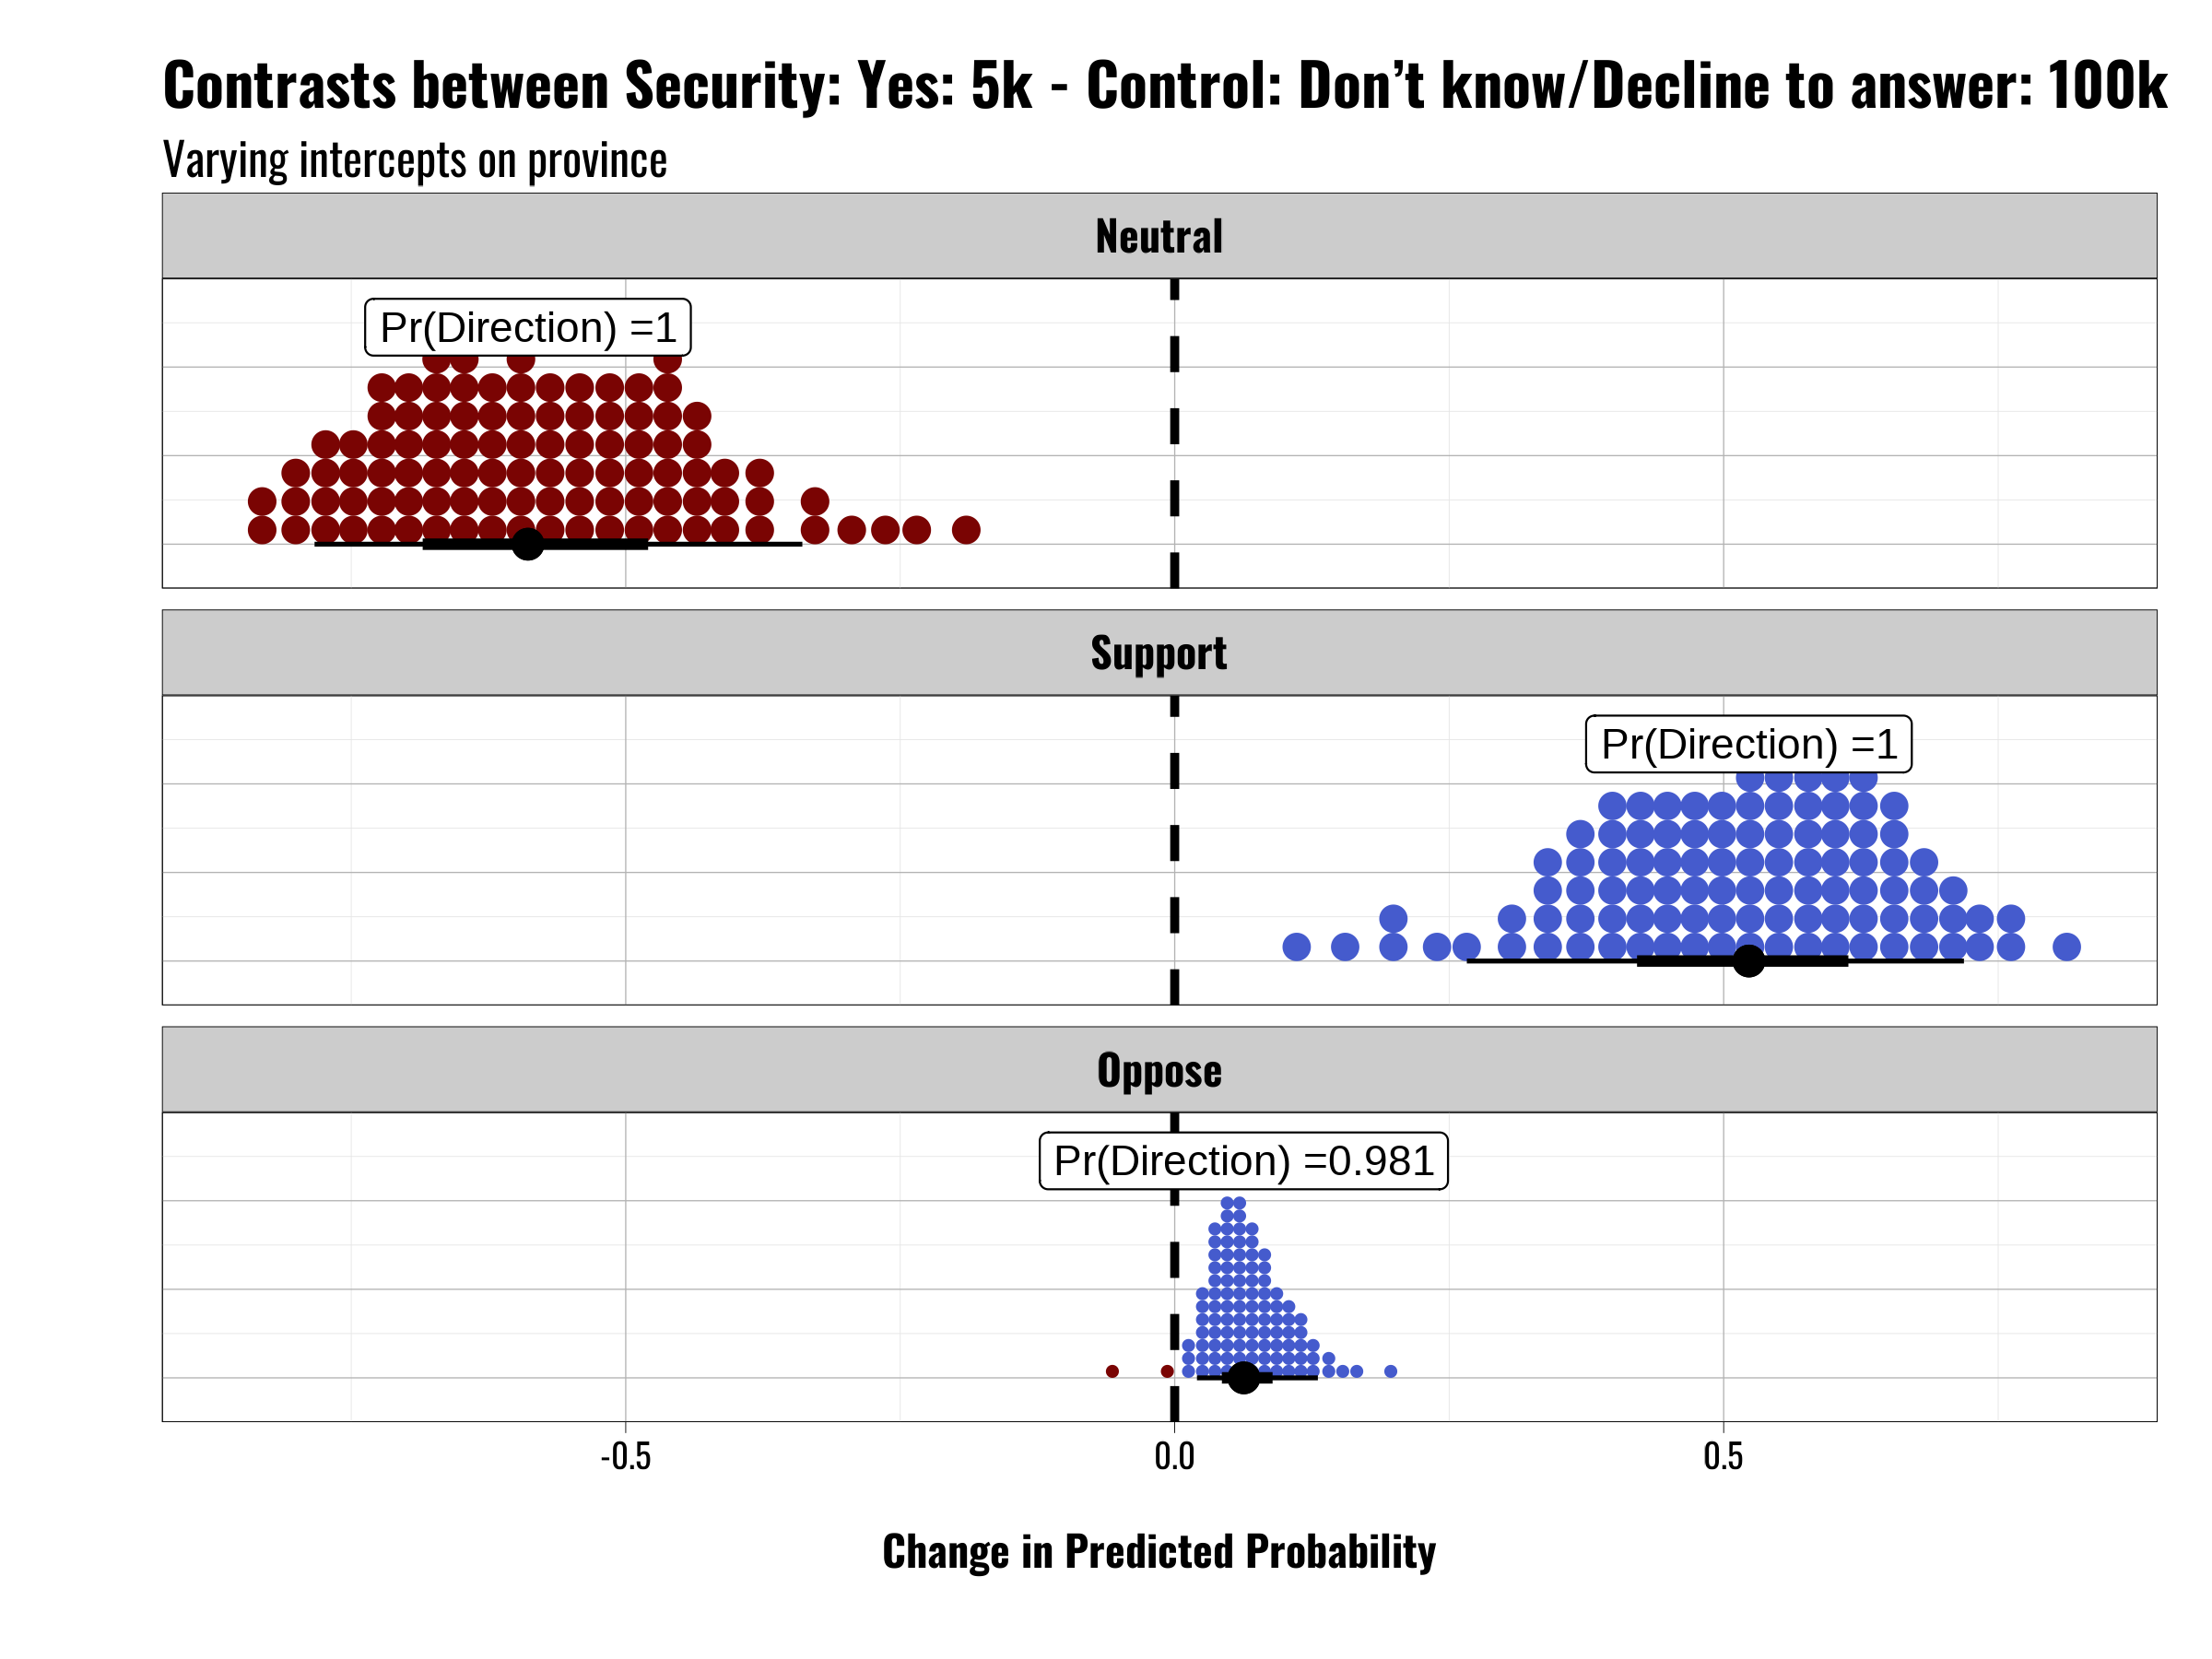 Contrasts between Security: Yes: 5k - Control: Don’t know/Decline to answer: 100k
Varying intercepts on province
Neutral
Pr(Direction) =1
Support
Pr(Direction) =1
Oppose
Pr(Direction) =0.981
-0.5 0.0 0.5
Change in Predicted Probability